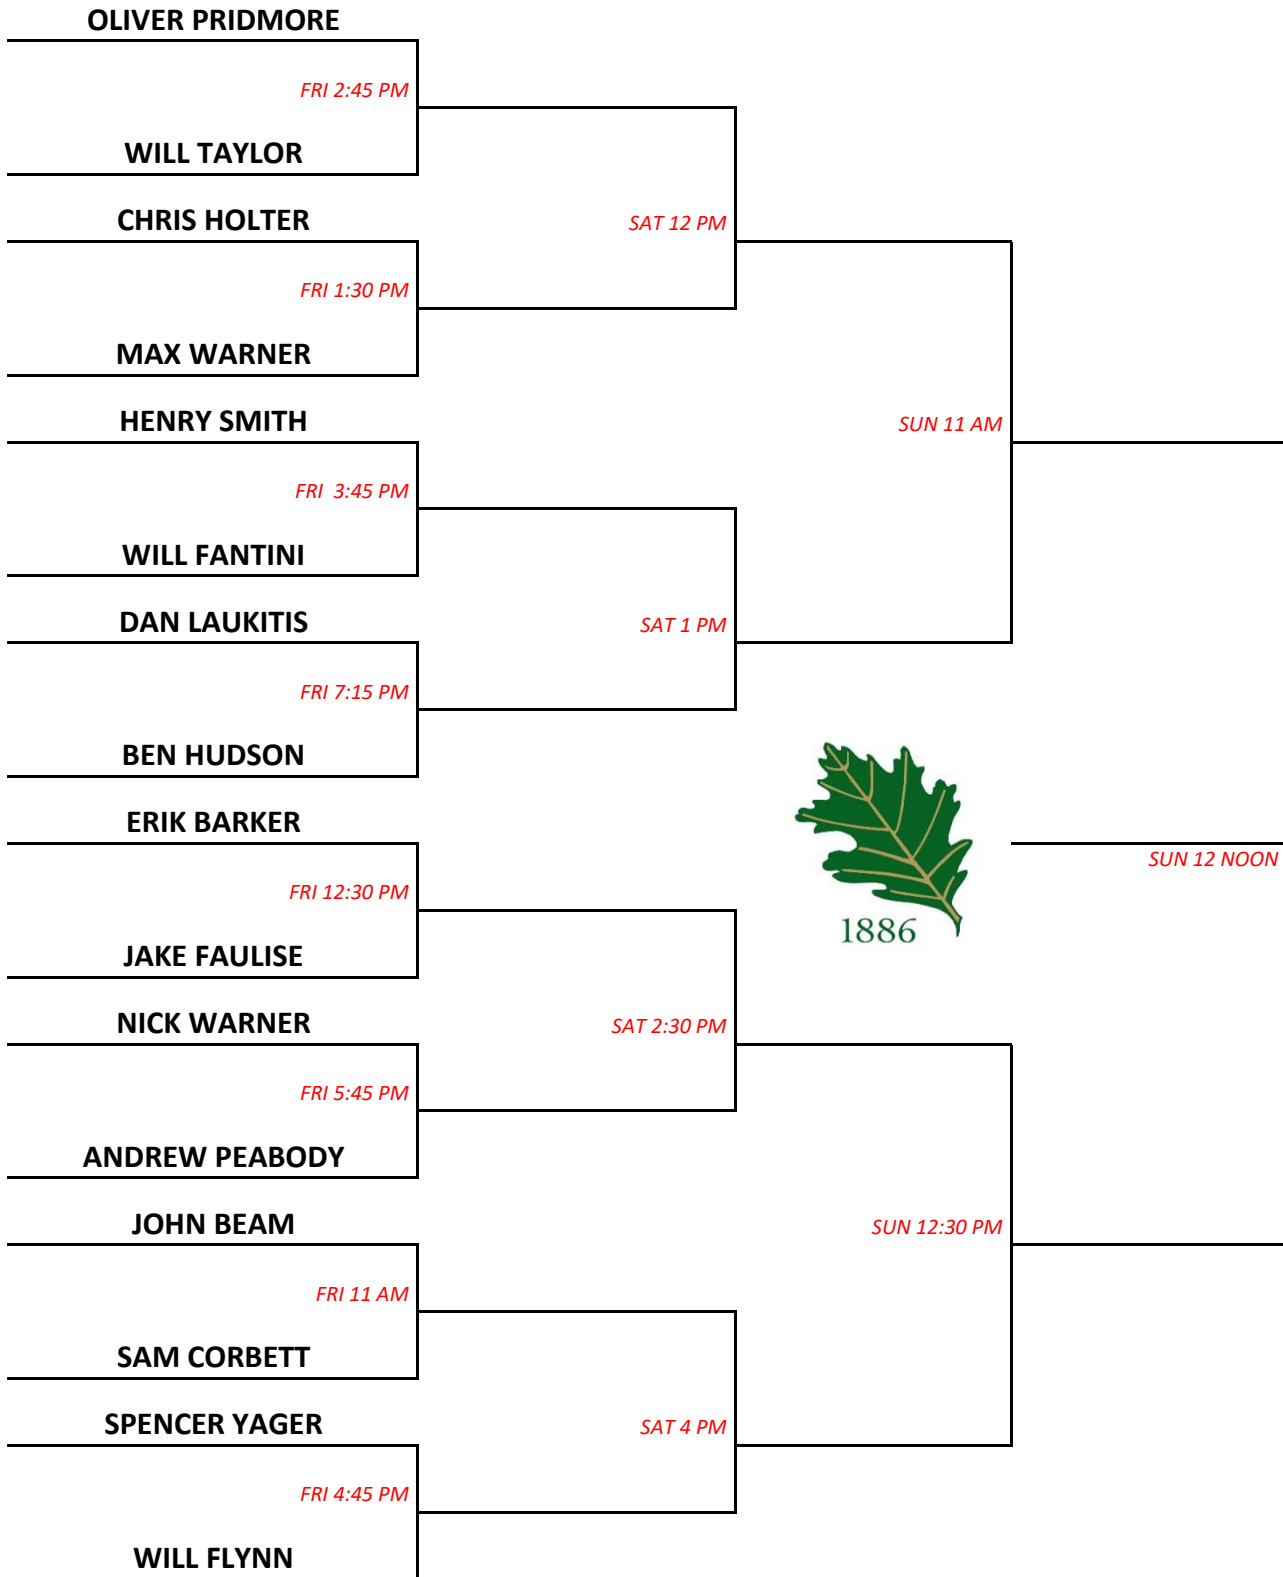 OLIVER PRIDMORE
FRI 2:45 PM
WILL TAYLOR
CHRIS HOLTER
SAT 12 PM
FRI 1:30 PM
MAX WARNER
HENRY SMITH
SUN 11 AM
FRI  3:45 PM
WILL FANTINI
DAN LAUKITIS
SAT 1 PM
FRI 7:15 PM
BEN HUDSON
ERIK BARKER
SUN 12 NOON
FRI 12:30 PM
1886
JAKE FAULISE
NICK WARNER
SAT 2:30 PM
FRI 5:45 PM
ANDREW PEABODY
JOHN BEAM
SUN 12:30 PM
FRI 11 AM
SAM CORBETT
SPENCER YAGER
SAT 4 PM
FRI 4:45 PM
WILL FLYNN